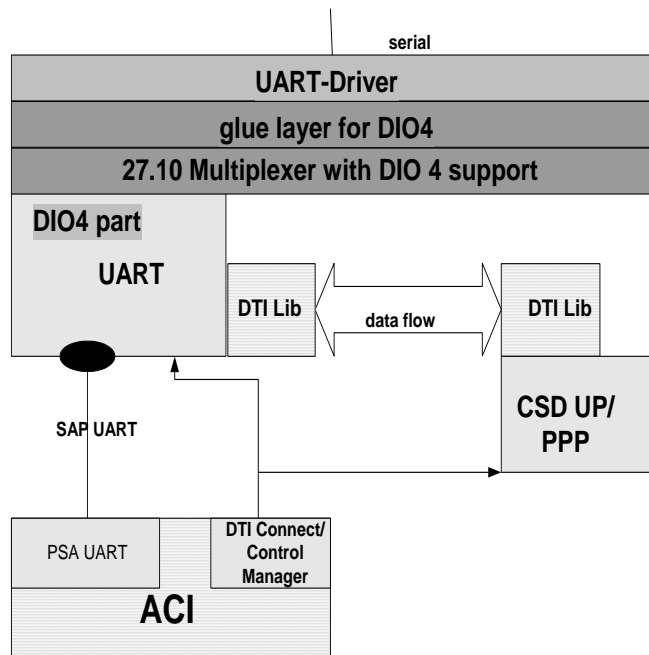 serial
UART-Driver
glue layer for DIO4
27.10 Multiplexer with DIO 4 support
DIO4 part
UART
DTI Lib
data flow
DTI Lib
CSD UP/
PPP
SAP UART
PSA UART
DTI Connect/
Control
Manager
ACI